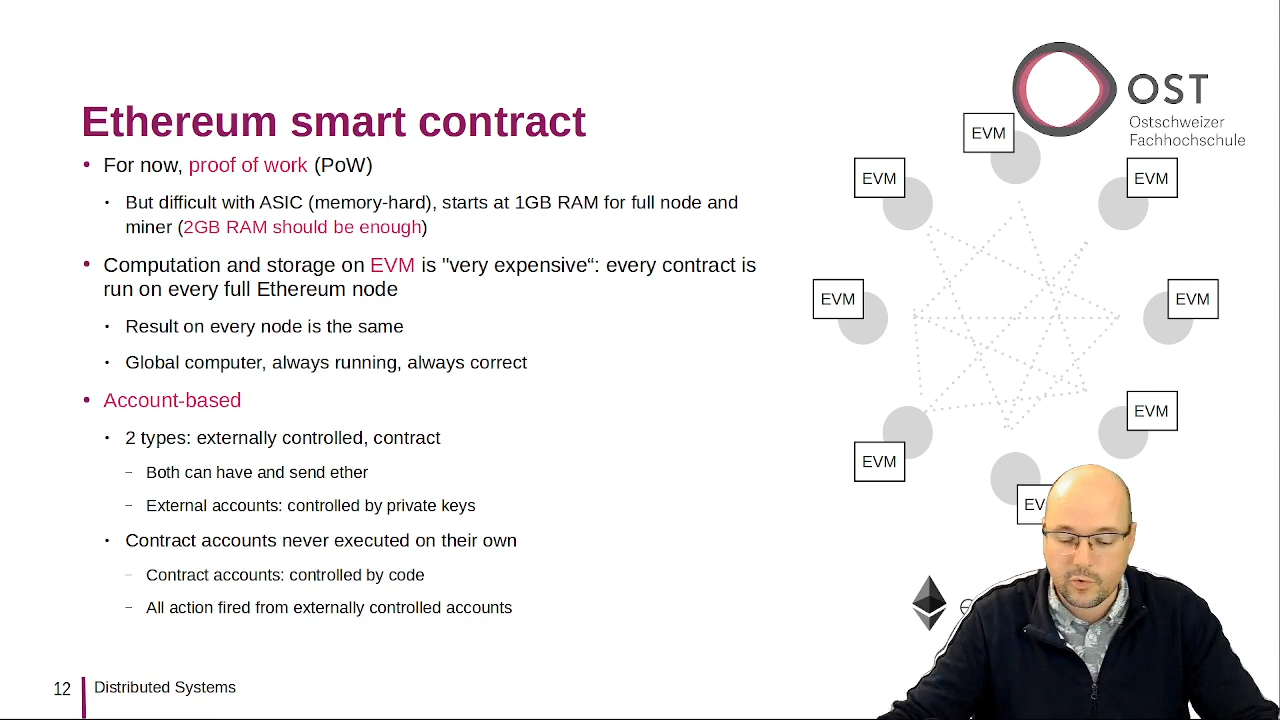 Ethereum smart contract
For now, proof of work (PoW)
But difficult with ASIC (memory-hard), starts at 1GB RAM for full node and
miner (2GB RAM should be enough)
Computation and storage on EVM is "very expensive“: every contract is
run on every full Ethereum node
Result on every node is the same
Global computer, always running, always correct
Account-based
2 types: externally controlled, contract
Both can have and send ether
External accounts: controlled by private keys
Contract accounts never executed on their own
Contract accounts: controlled by code
All action fired from externally controlled accounts
12
Distributed Systems
OST
Ostschweizer
Fachhochschule
EVM
EVM
EVM
EVM
EVM
EVM
EVM